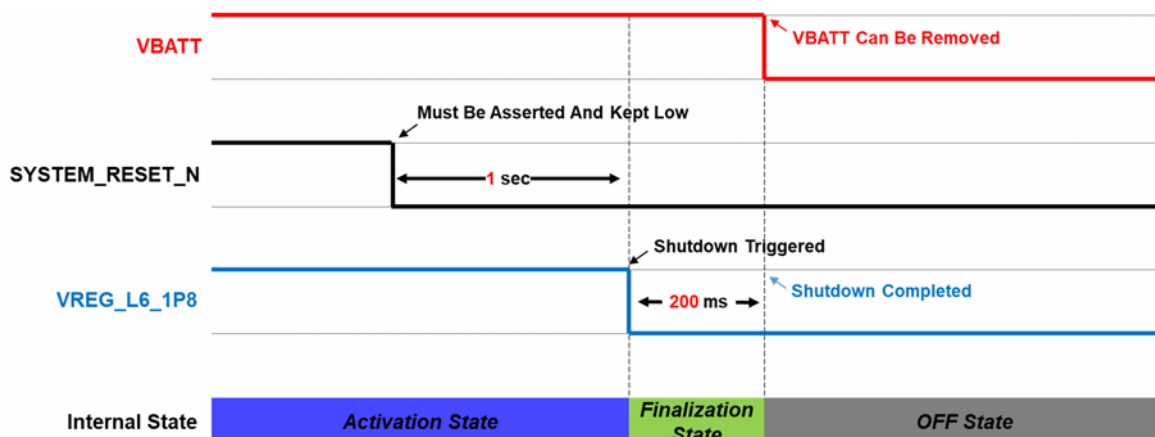 VBATT
VBATT Can Be Removed
Must Be Asserted And Kept Low
SYSTEM_RESET_N
1 sec
Shutdown Triggered
VREG_L6_1P8
200 ms
Shutdown Completed
Internal State
Activation State
Finalization
State
OFF State